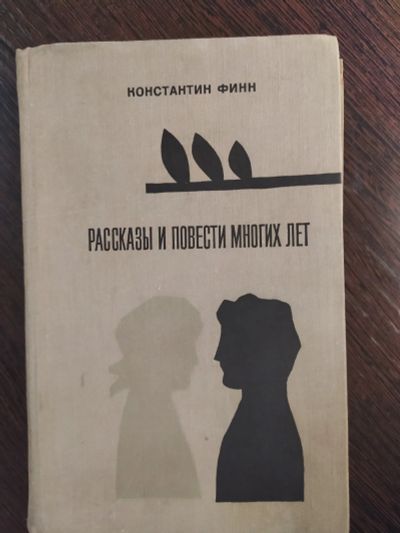 КОНСТАНТИН ФИНН
РАССКАЗЫ И ПОВЕСТИ МНОГИХ ЛЕТ